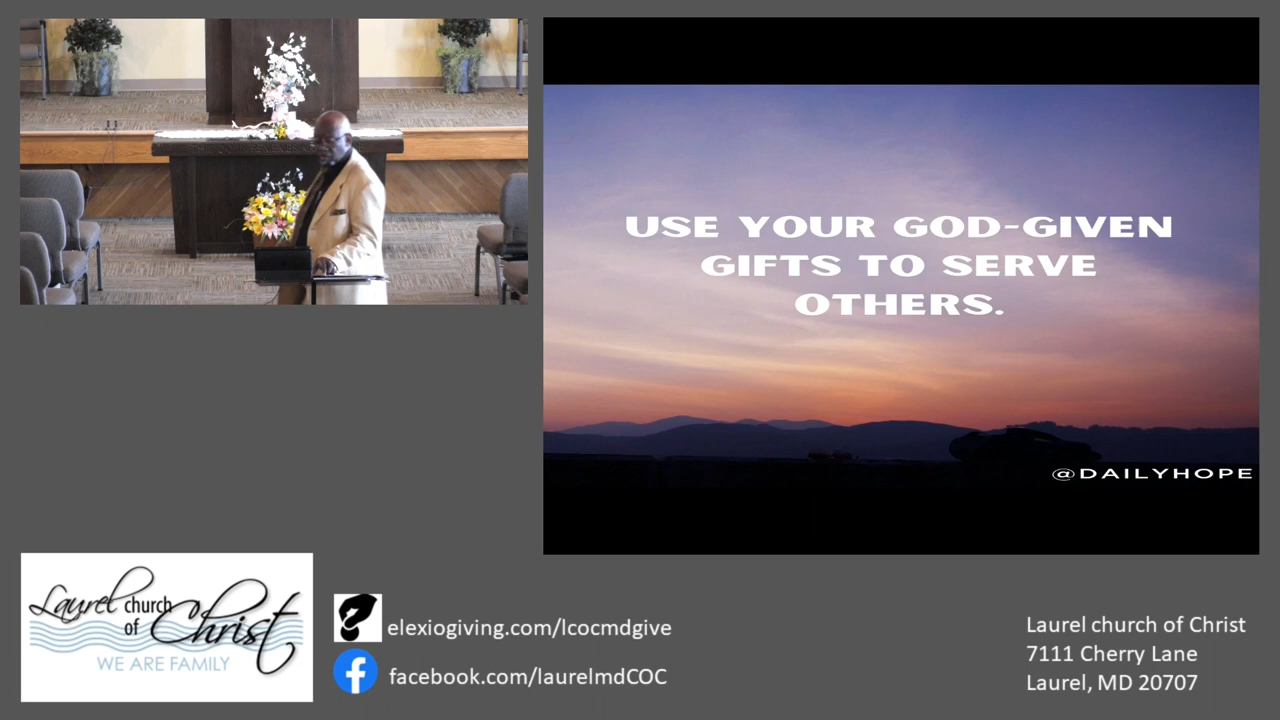 USE YOUR GOD-GIVEN
GIFTS TO SERVE
OTHERS.
@DAILYHOPE
Laurel church
of Christ
WE ARE FAMILY
elexiogiving.com/lcocmdgive
facebook.com/laurelmdCOC
Laurel church of Christ
7111 Cherry Lane
Laurel, MD 20707